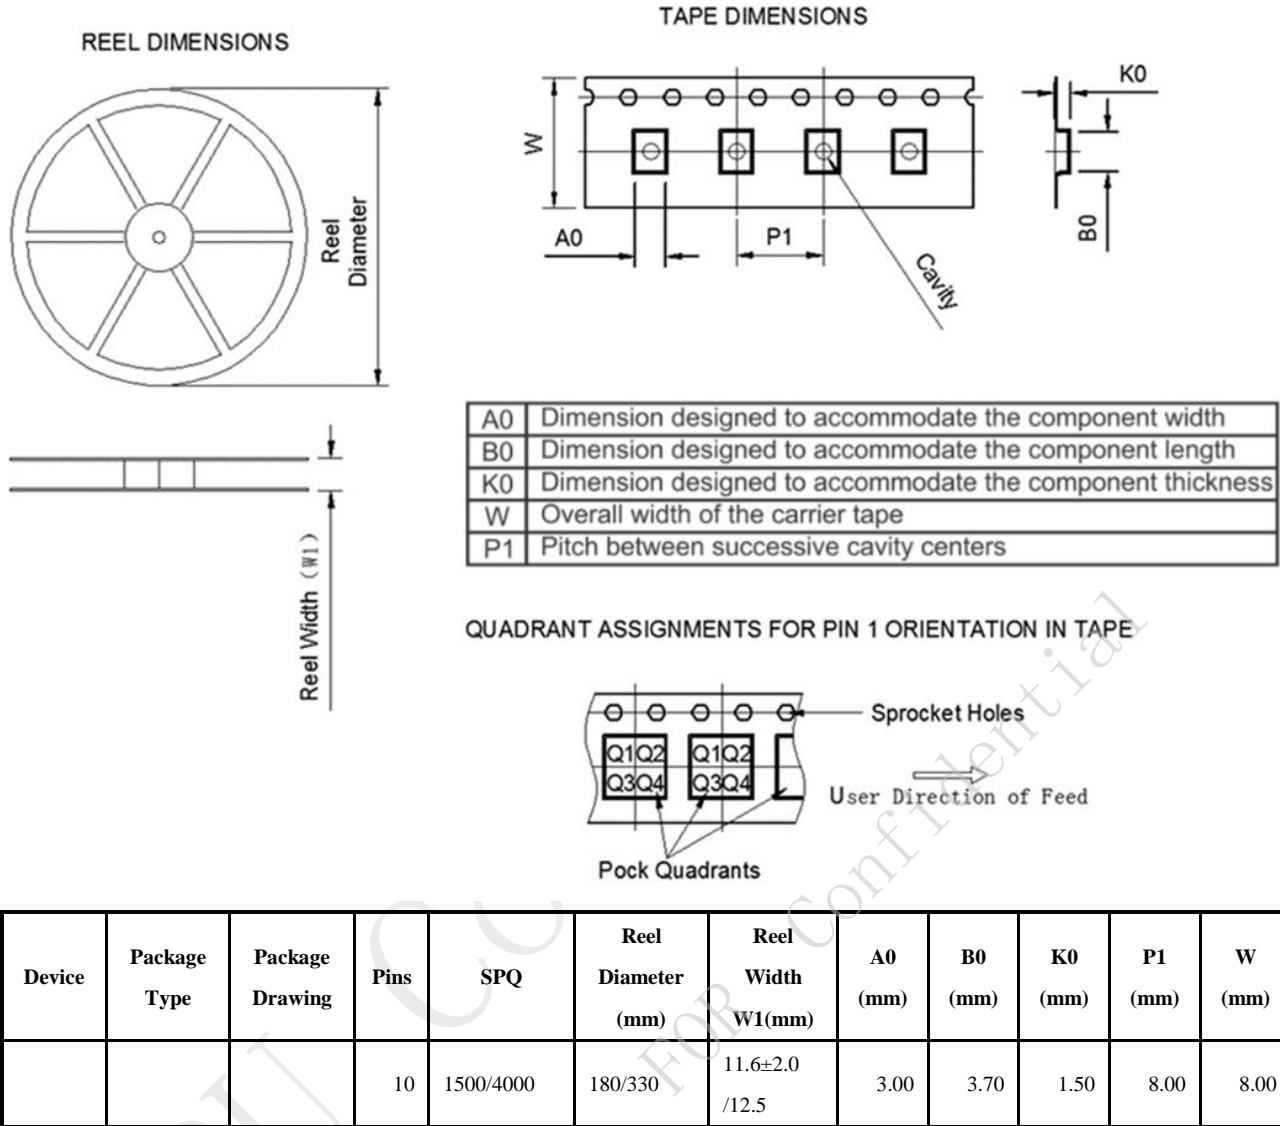 REEL DIMENSIONS
TAPE DIMENSIONS
Reel
Diameter
Reel Width (W1)
W
A0
P1
Cavity
K0
B0
A0 Dimension designed to accommodate the component width
B0 Dimension designed to accommodate the component length
K0 Dimension designed to accommodate the component thickness
W Overall width of the carrier tape
P1 Pitch between successive cavity centers
QUADRANT ASSIGNMENTS FOR PIN 1 ORIENTATION IN TAPE
Sprocket Holes
Q1 Q2 Q1 Q2
Q3 Q4 Q3 Q4
User Direction of Feed
Pock Quadrants
Device Package Type Package Drawing Pins SPQ Reel Diameter (mm) Reel Width W1(mm) A0 (mm) B0 (mm) K0 (mm) P1 (mm) W (mm)
10 1500/4000 180/330 11.6±2.0 /12.5 3.00 3.70 1.50 8.00 8.00
FOR Confidential